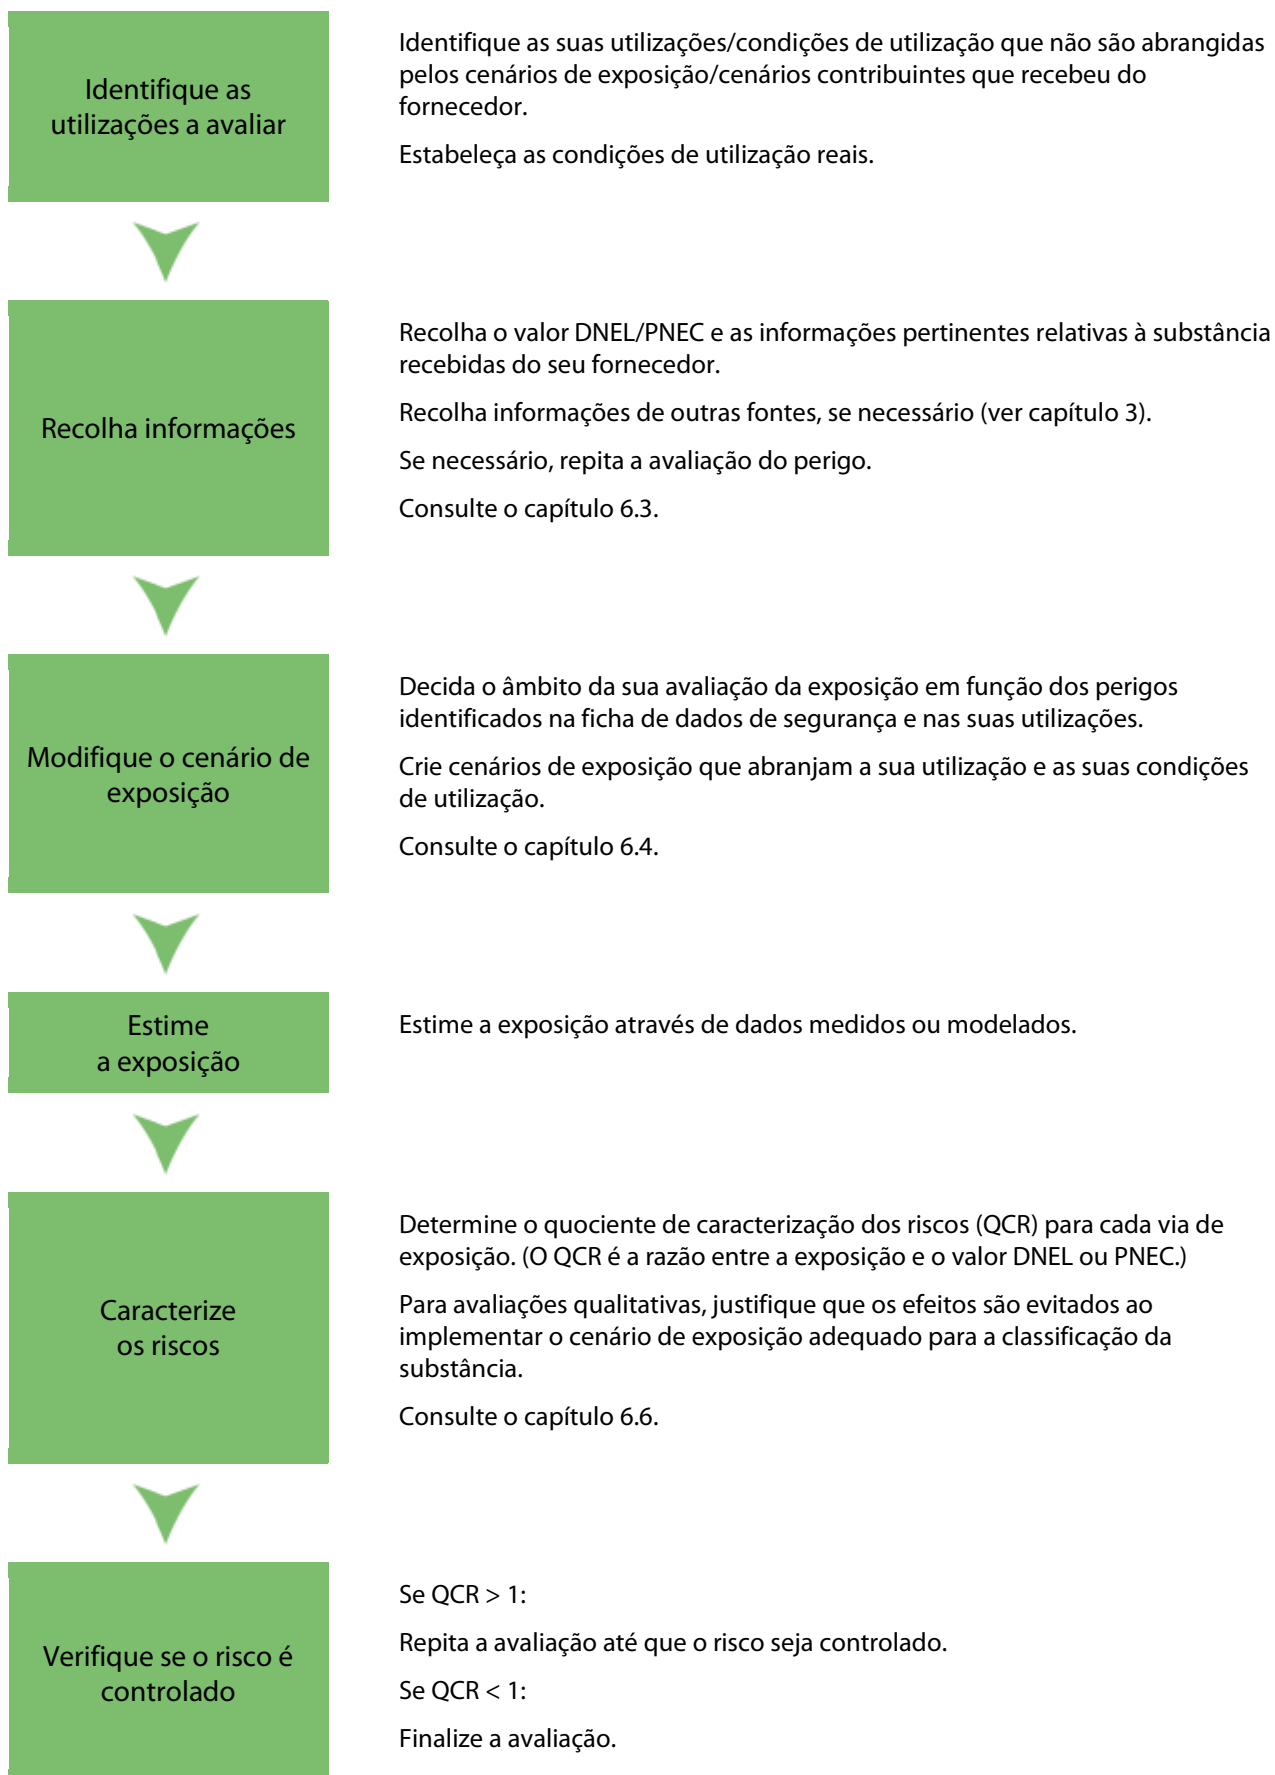 Identifique as
utilizações a avaliar
Identifique as suas utilizações/condições de utilização que não são abrangidas
pelos cenários de exposição/cenários contribuintes que recebeu do
fornecedor.
Estabeleça as condições de utilização reais.
Recolha informações
Recolha o valor DNEL/PNEC e as informações pertinentes relativas à substância
recebidas do seu fornecedor.
Recolha informações de outras fontes, se necessário (ver capítulo 3).
Se necessário, repita a avaliação do perigo.
Consulte o capítulo 6.3.
Modifique o cenário de
exposição
Decida o âmbito da sua avaliação da exposição em função dos perigos
identificados na ficha de dados de segurança e nas suas utilizações.
Crie cenários de exposição que abranjam a sua utilização e as suas condições
de utilização.
Consulte o capítulo 6.4.
Estime
a exposição
Estime a exposição através de dados medidos ou modelados.
Caracterize
os riscos
Determine o quociente de caracterização dos riscos (QCR) para cada via de
exposição. (O QCR é a razão entre a exposição e o valor DNEL ou PNEC.)
Para avaliações qualitativas, justifique que os efeitos são evitados ao
implementar o cenário de exposição adequado para a classificação da
substância.
Consulte o capítulo 6.6.
Verifique se o risco é
controlado
Se QCR > 1:
Repita a avaliação até que o risco seja controlado.
Se QCR < 1:
Finalize a avaliação.